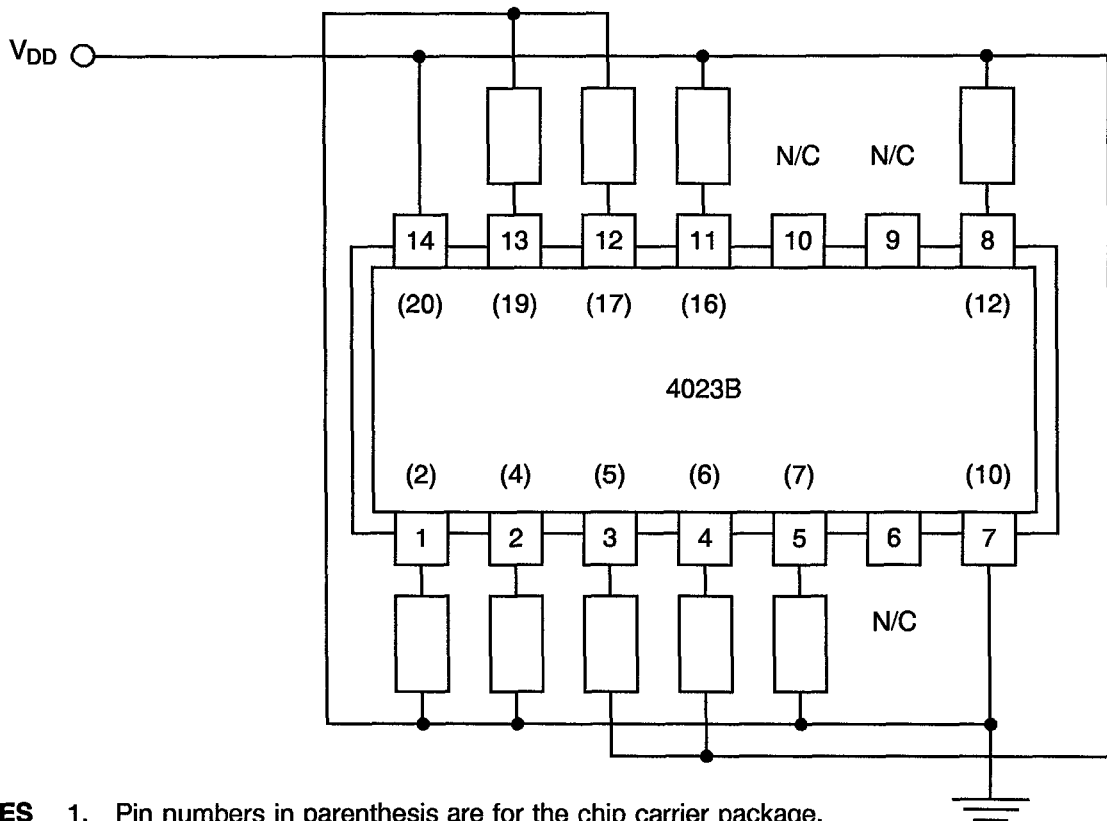 VDD
N/C N/C
14 13 12 11 10 9 8
(20) (19) (17) (16) (12)
4023B
(2) (4) (5) (6) (7) (10)
1 2 3 4 5 6 7
N/C
ES 1. Pin numbers in parenthesis are for the chip carrier package.